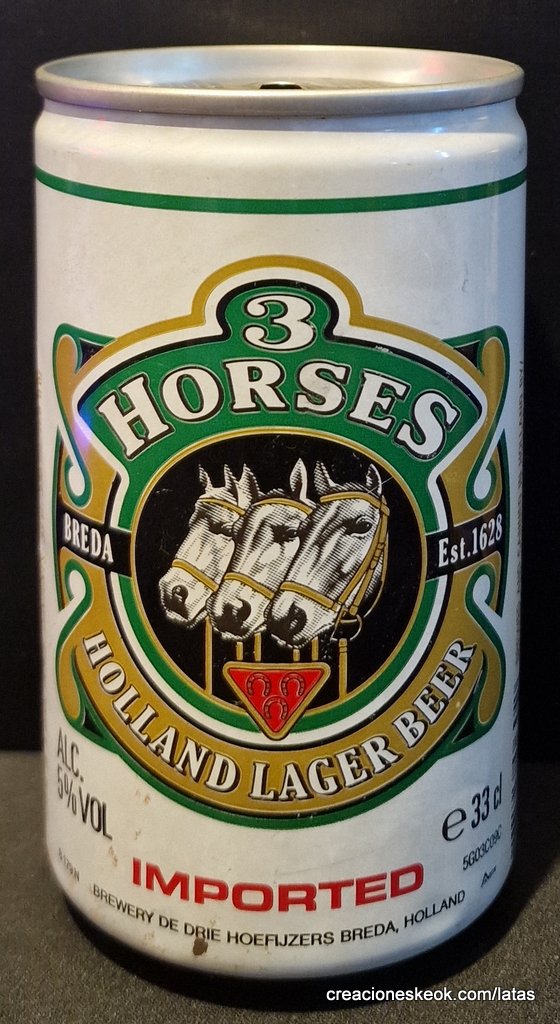 3
HORSES
BREDA
Est.1628
HOLLAND LAGER BEER
ALC.
5% VOL
e 33 cl
5G03C09C
IMPORTED
BREWERY DE DRIE HOEFIJZERS BREDA, HOLLAND
creacioneskeok.com/latas